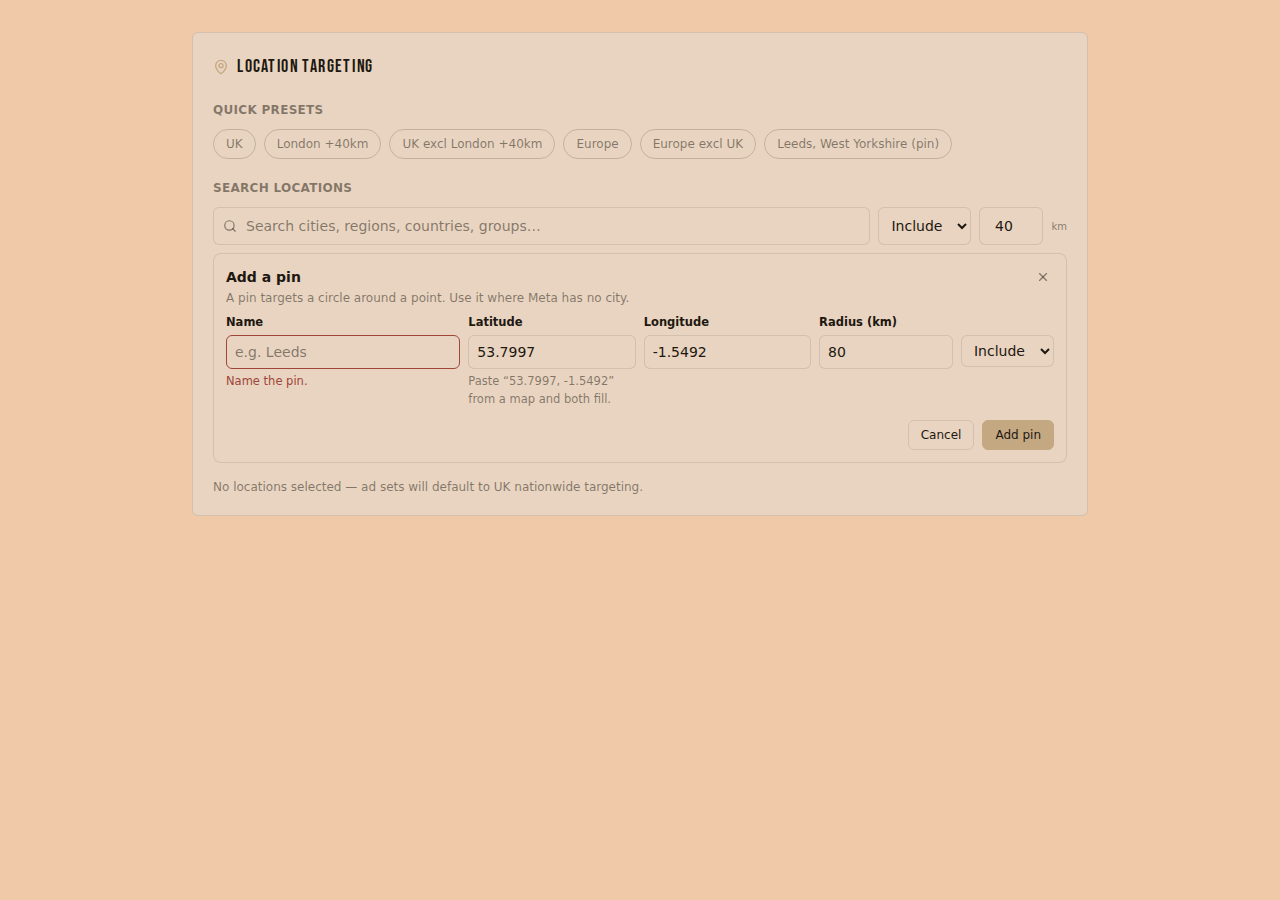 LOCATION TARGETING
QUICK PRESETS
UK
London +40km
UK excl London +40km
Europe
Europe excl UK
Leeds, West Yorkshire (pin)
SEARCH LOCATIONS
Search cities, regions, countries, groups...
Include
40
km
Add a pin
A pin targets a circle around a point. Use it where Meta has no city.
Name
Latitude
Longitude
Radius (km)
e.g. Leeds
53.7997
-1.5492
80
Include
Name the pin.
Paste “53.7997, -1.5492”
from a map and both fill.
Cancel
Add pin
No locations selected — ad sets will default to UK nationwide targeting.